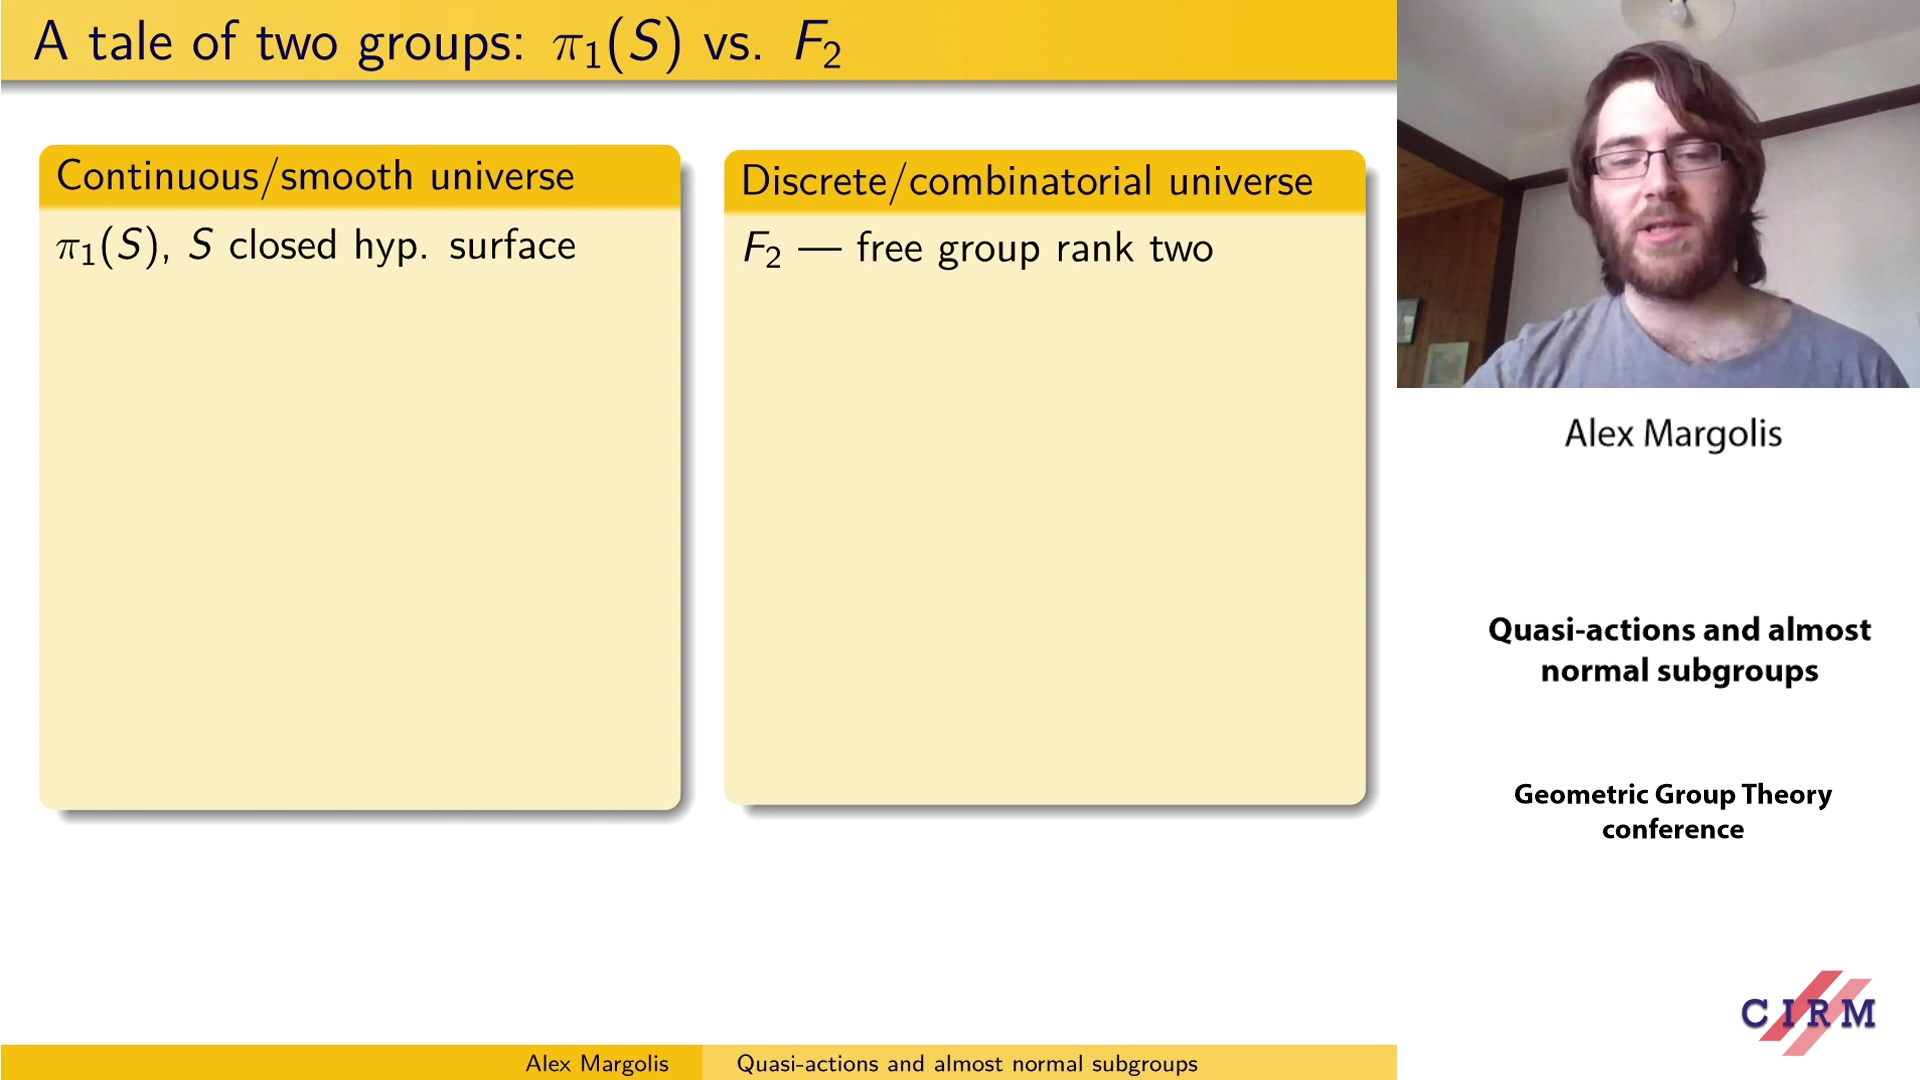 A tale of two groups: π₁(S) vs. F₂
Continuous/smooth universe
π₁(S), S closed hyp. surface
Discrete/combinatorial universe
F₂ — free group rank two
Alex Margolis
Quasi-actions and almost
normal subgroups
Geometric Group Theory
conference
CIRM
Alex Margolis
Quasi-actions and almost normal subgroups